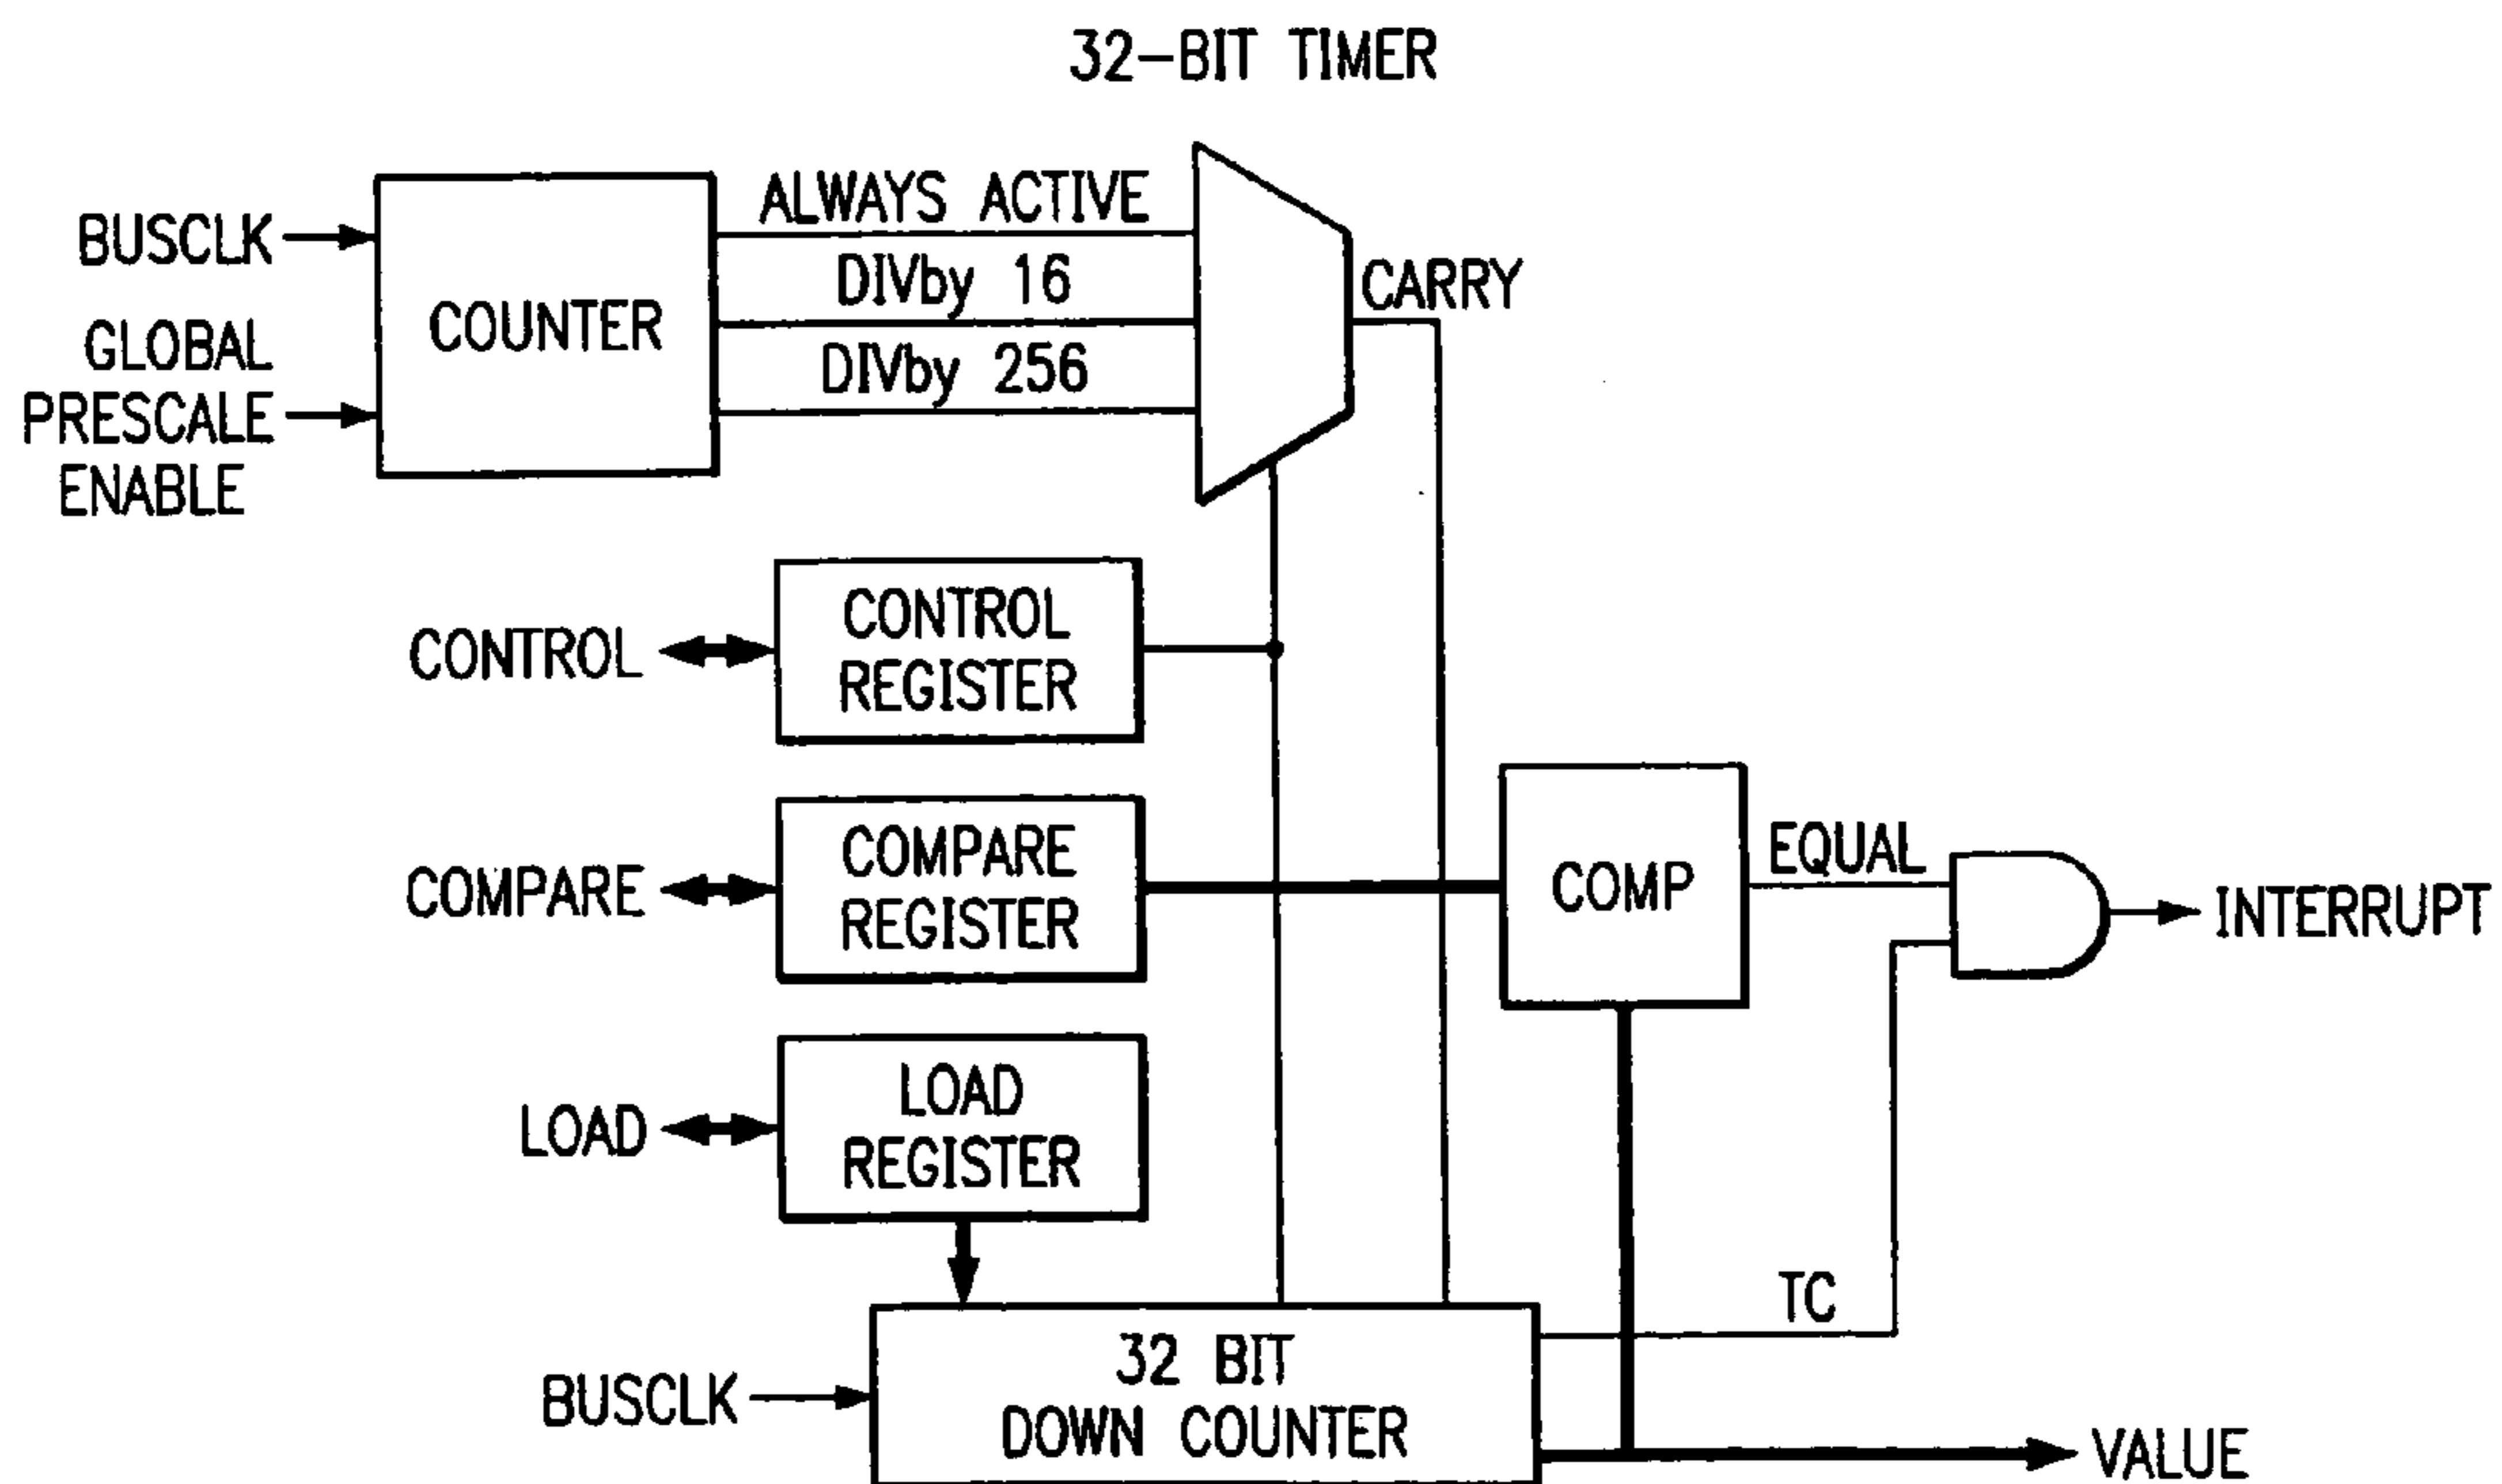 32-BIT TIMER
BUSCLK
GLOBAL
PRESCALE
ENABLE
COUNTER
ALWAYS ACTIVE
DIVby 16
DIVby 256
CARRY
CONTROL
CONTROL
REGISTER
COMPARE
COMPARE
REGISTER
COMP
EQUAL
INTERRUPT
LOAD
LOAD
REGISTER
TC
BUSCLK
32 BIT
DOWN COUNTER
VALUE